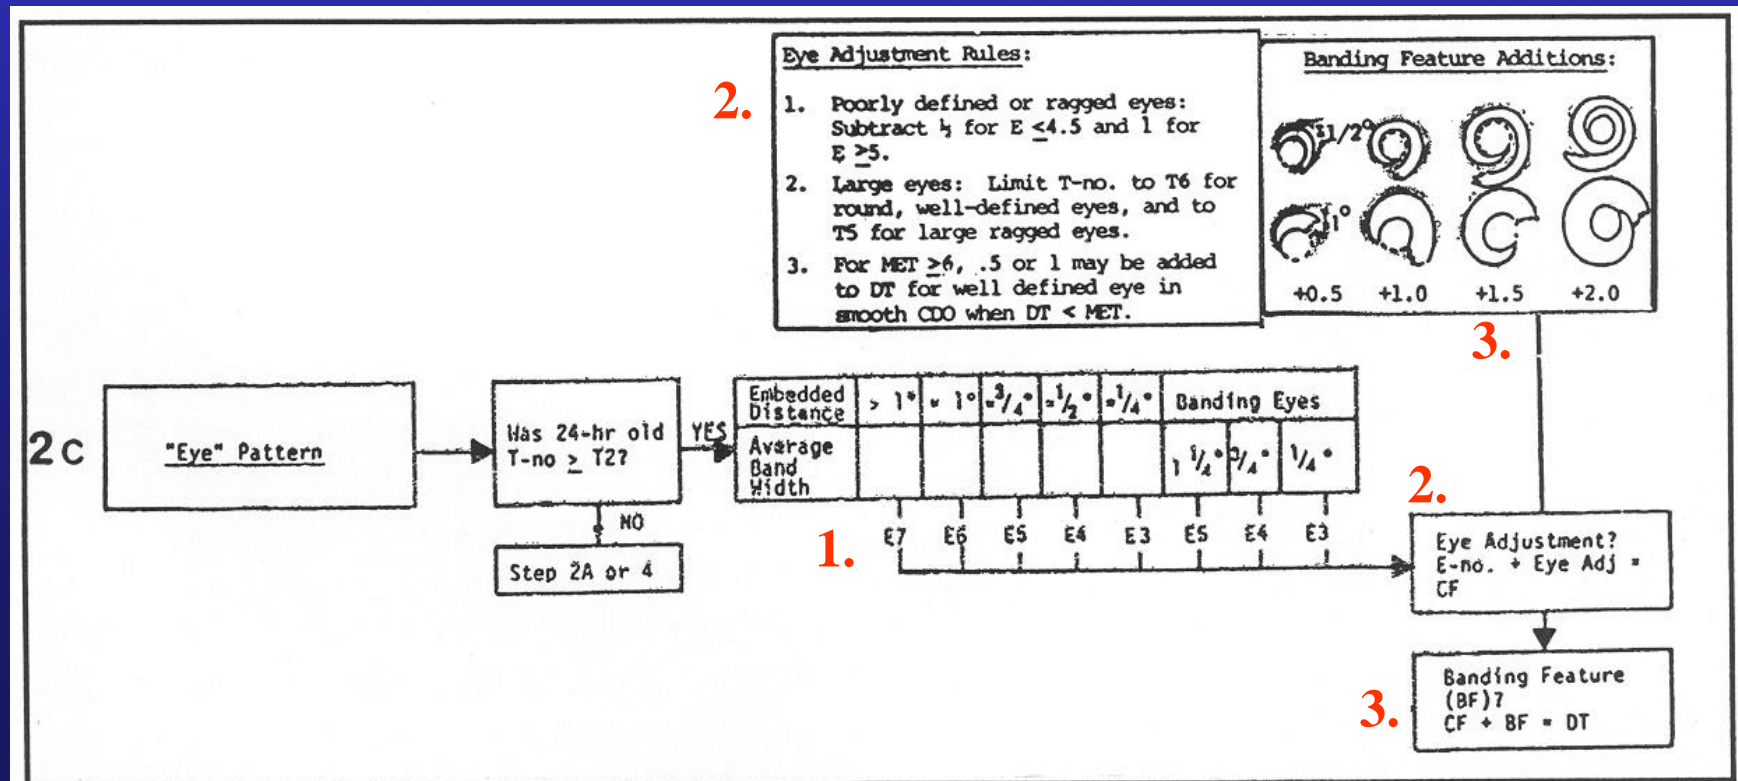 2.
Eye Adjustment Rules:
1. Poorly defined or ragged eyes:
Subtract ½ for E ≤4.5 and 1 for
E ≥5.
2. Large eyes: Limit T-no. to T6 for
round, well-defined eyes, and to
T5 for large ragged eyes.
3. For MET ≥6, .5 or 1 may be added
to DT for well defined eye in
smooth CDO when DT < MET.
Banding Feature Additions:
1/2°
1°
+0.5 +1.0 +1.5 +2.0
3.
2C
"Eye" Pattern
Has 24-hr old
T-no ≥ T2?
YES
NO
Step 2A or 4
Embedded
Distance
> 1° = 1° =3/4° =1/2° =1/4° Banding Eyes
Average
Band
Width
1 1/4° 3/4° 1/4°
1.
E7 E6 E5 E4 E3 E5 E4 E3
2.
Eye Adjustment?
E-no. + Eye Adj =
CF
3.
Banding Feature
(BF)?
CF + BF = DT